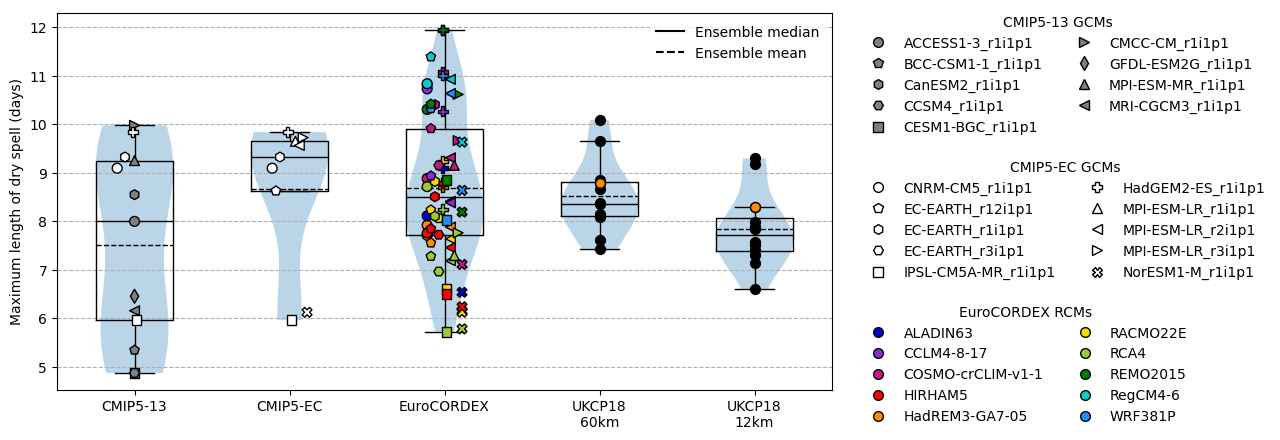 Maximum length of dry spell (days)
12
11
10
9
8
7
6
5
CMIP5-13
CMIP5-EC
EuroCORDEX
UKCP18
60km
UKCP18
12km
Ensemble median
Ensemble mean
CMIP5-13 GCMs
ACCESS1-3_r1i1p1
BCC-CSM1-1_r1i1p1
CanESM2_r1i1p1
CCSM4_r1i1p1
CESM1-BGC_r1i1p1
CMCC-CM_r1i1p1
GFDL-ESM2G_r1i1p1
MPI-ESM-MR_r1i1p1
MRI-CGCM3_r1i1p1
CMIP5-EC GCMs
CNRM-CM5_r1i1p1
EC-EARTH_r12i1p1
EC-EARTH_r1i1p1
EC-EARTH_r3i1p1
IPSL-CM5A-MR_r1i1p1
HadGEM2-ES_r1i1p1
MPI-ESM-LR_r1i1p1
MPI-ESM-LR_r2i1p1
MPI-ESM-LR_r3i1p1
NorESM1-M_r1i1p1
EuroCORDEX RCMs
ALADIN63
CCLM4-8-17
COSMO-crCLIM-v1-1
HIRHAM5
HadREM3-GA7-05
RACMO22E
RCA4
REMO2015
RegCM4-6
WRF381P